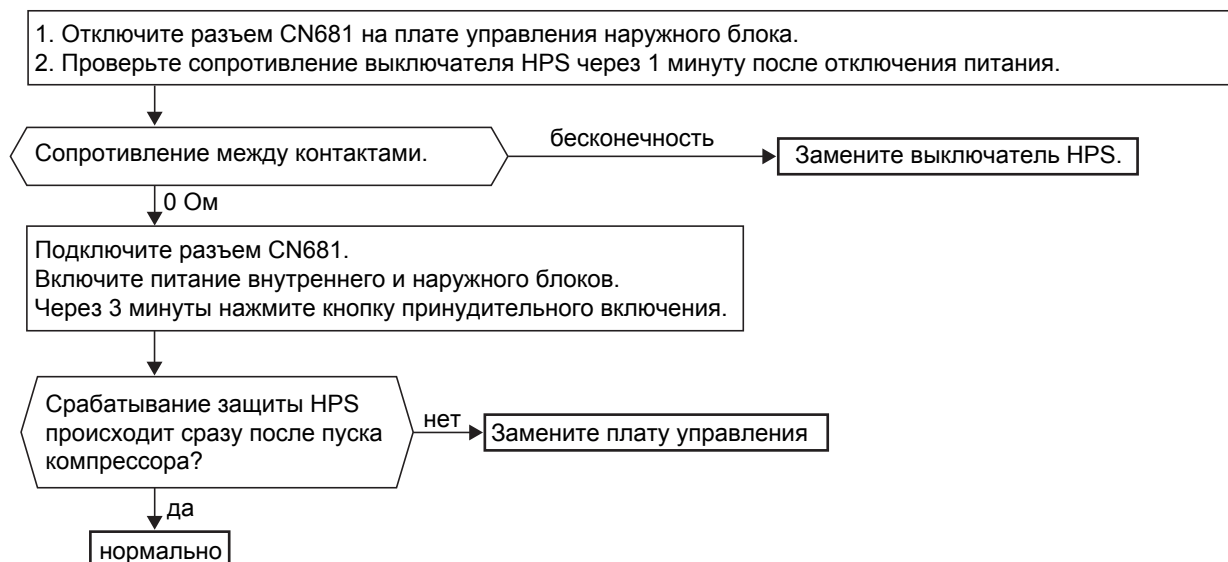 1. Отключите разъем CN681 на плате управления наружного блока.
2. Проверьте сопротивление выключателя HPS через 1 минуту после отключения питания.
Сопротивление между контактами.
бесконечность
Замените выключатель HPS.
0 Ом
Подключите разъем CN681.
Включите питание внутреннего и наружного блоков.
Через 3 минуты нажмите кнопку принудительного включения.
Срабатывание защиты HPS
происходит сразу после пуска
компрессора?
нет
Замените плату управления
да
нормально